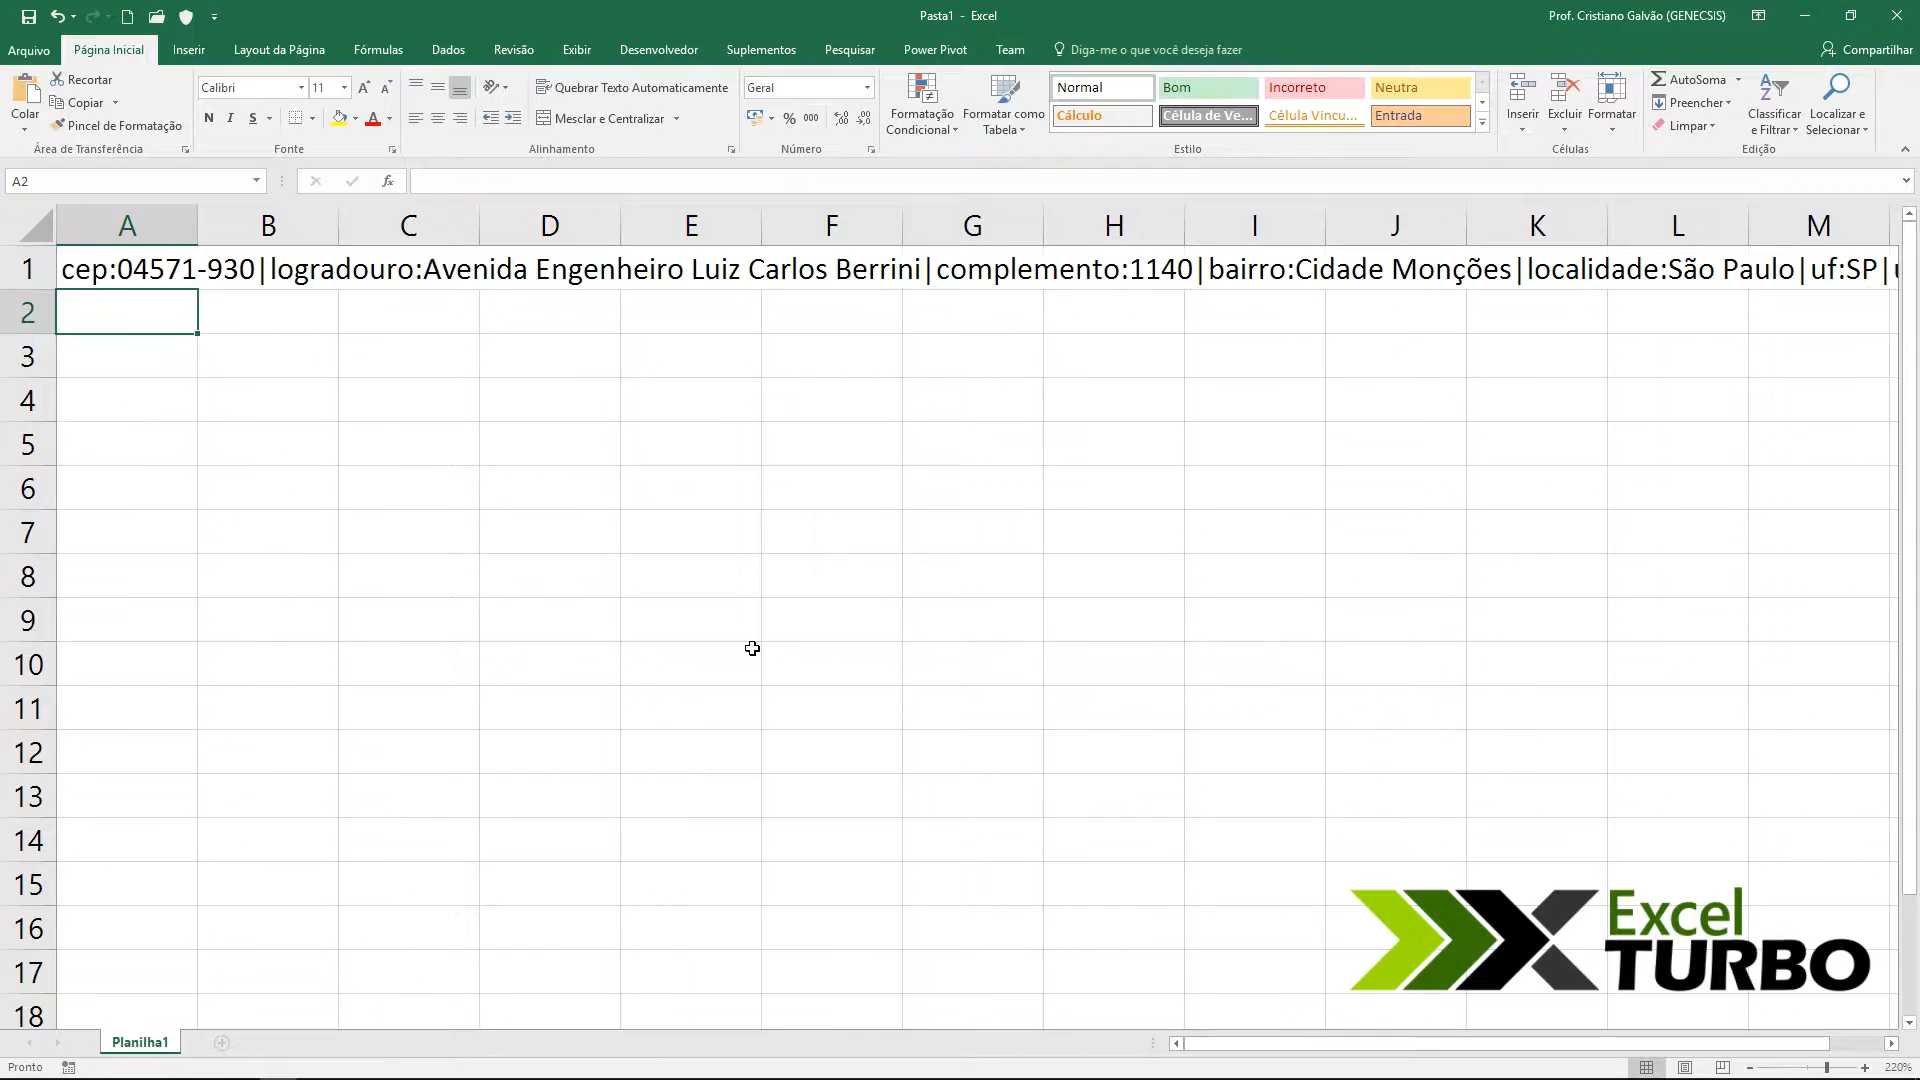 Pasta1 - Excel
Prof. Cristiano Galvão (GENECSIS)
Arquivo Página Inicial Inserir Layout da Página Fórmulas Dados Revisão Exibir Desenvolvedor Suplementos Pesquisar Power Pivot Team Diga-me o que você deseja fazer Compartilhar
Colar
Recortar
Copiar
Pincel de Formatação
Área de Transferência
Calibri 11
N I S
Fonte
Quebrar Texto Automaticamente
Mesclar e Centralizar
Alinhamento
Geral
% 000
Número
Formatação Condicional
Formatar como Tabela
Normal Bom Incorreto Neutra
Cálculo Célula de Ve... Célula Víncu... Entrada
Estilo
Inserir Excluir Formatar
Células
AutoSoma
Preencher
Limpar
Classificar e Filtrar
Localizar e Selecionar
Edição
A2
fx
A B C D E F G H I J K L M
1 cep:04571-930|logradouro:Avenida Engenheiro Luiz Carlos Berrini|complemento:1140|bairro:Cidade Monções|localidade:São Paulo|uf:SP|
2
3
4
5
6
7
8
9
10
11
12
13
14
15
16
17
18
Excel
TURBO
Planilha1
Pronto
220%